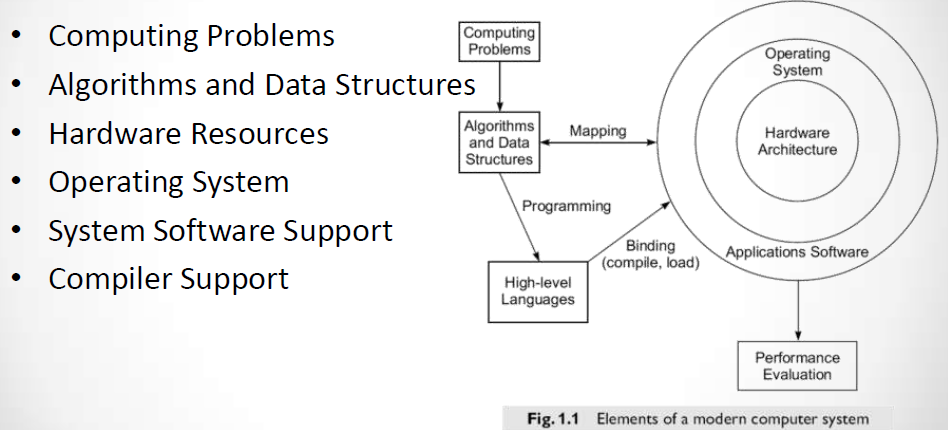 • Computing Problems
• Algorithms and Data Structures
• Hardware Resources
• Operating System
• System Software Support
• Compiler Support
Computing
Problems
Algorithms
and Data
Structures
Mapping
Programming
High-level
Languages
Binding
(compile, load)
Operating
System
Hardware
Architecture
Applications Software
Performance
Evaluation
Fig. 1.1 Elements of a modern computer system